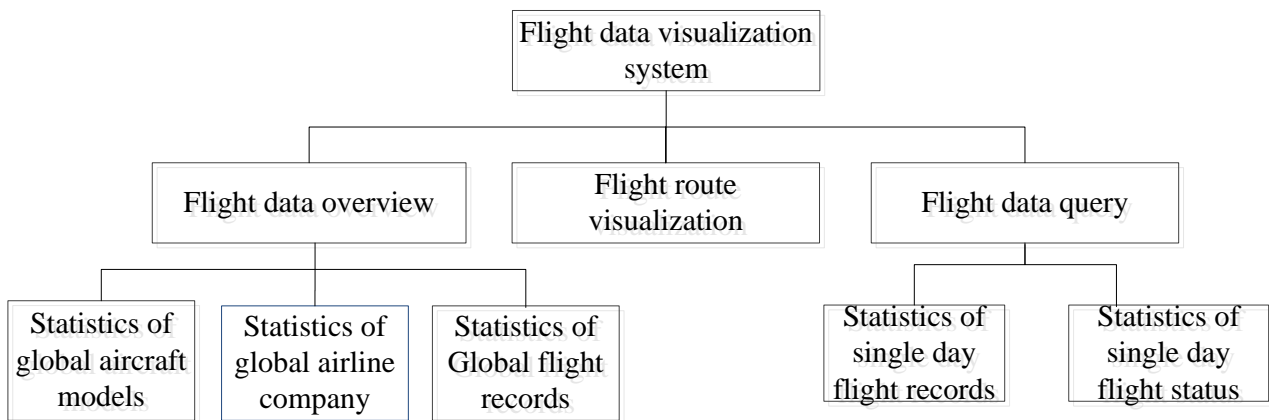 Flight data visualization
system
Flight data overview
Flight route
visualization
Flight data query
Statistics of
global aircraft
models
Statistics of
global airline
company
Statistics of
Global flight
records
Statistics of
single day
flight records
Statistics of
single day
flight status